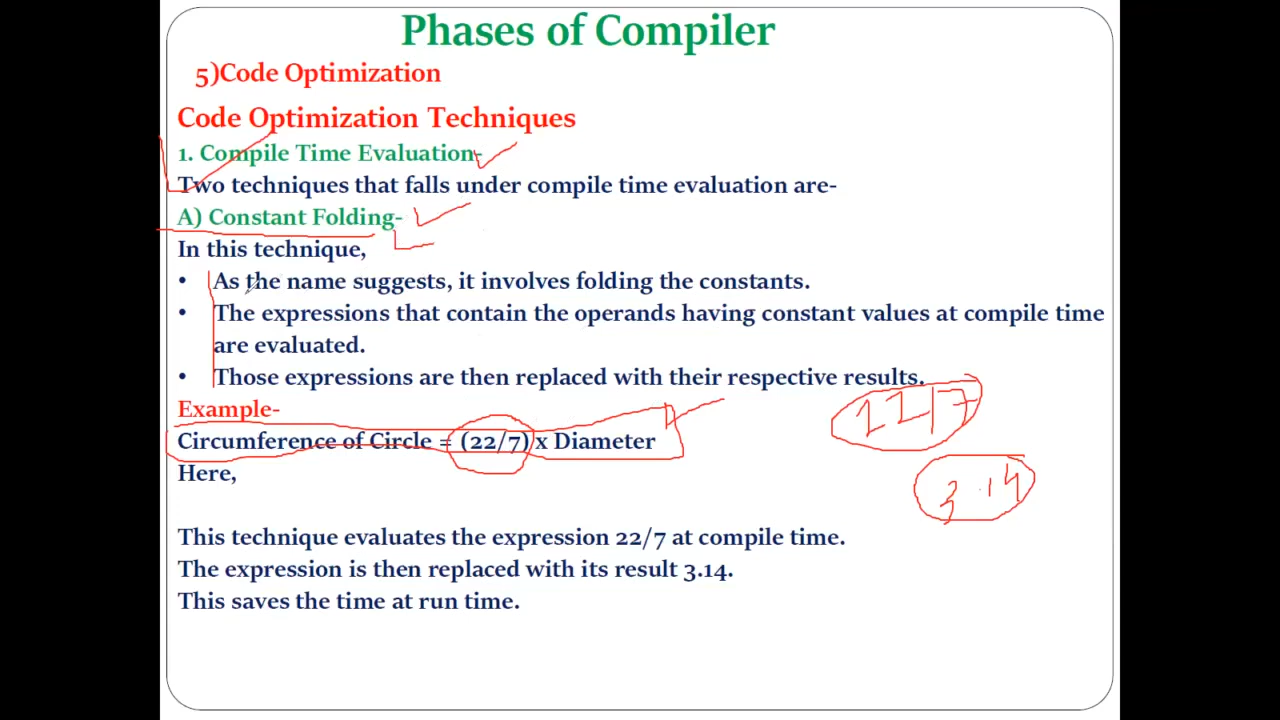 Phases of Compiler
5)Code Optimization
Code Optimization Techniques
1. Compile Time Evaluation-
Two techniques that falls under compile time evaluation are-
A) Constant Folding-
In this technique,
• As the name suggests, it involves folding the constants.
• The expressions that contain the operands having constant values at compile time
are evaluated.
• Those expressions are then replaced with their respective results.
Example-
22/7
Circumference of Circle = (22/7) x Diameter
Here,
3.14
This technique evaluates the expression 22/7 at compile time.
The expression is then replaced with its result 3.14.
This saves the time at run time.